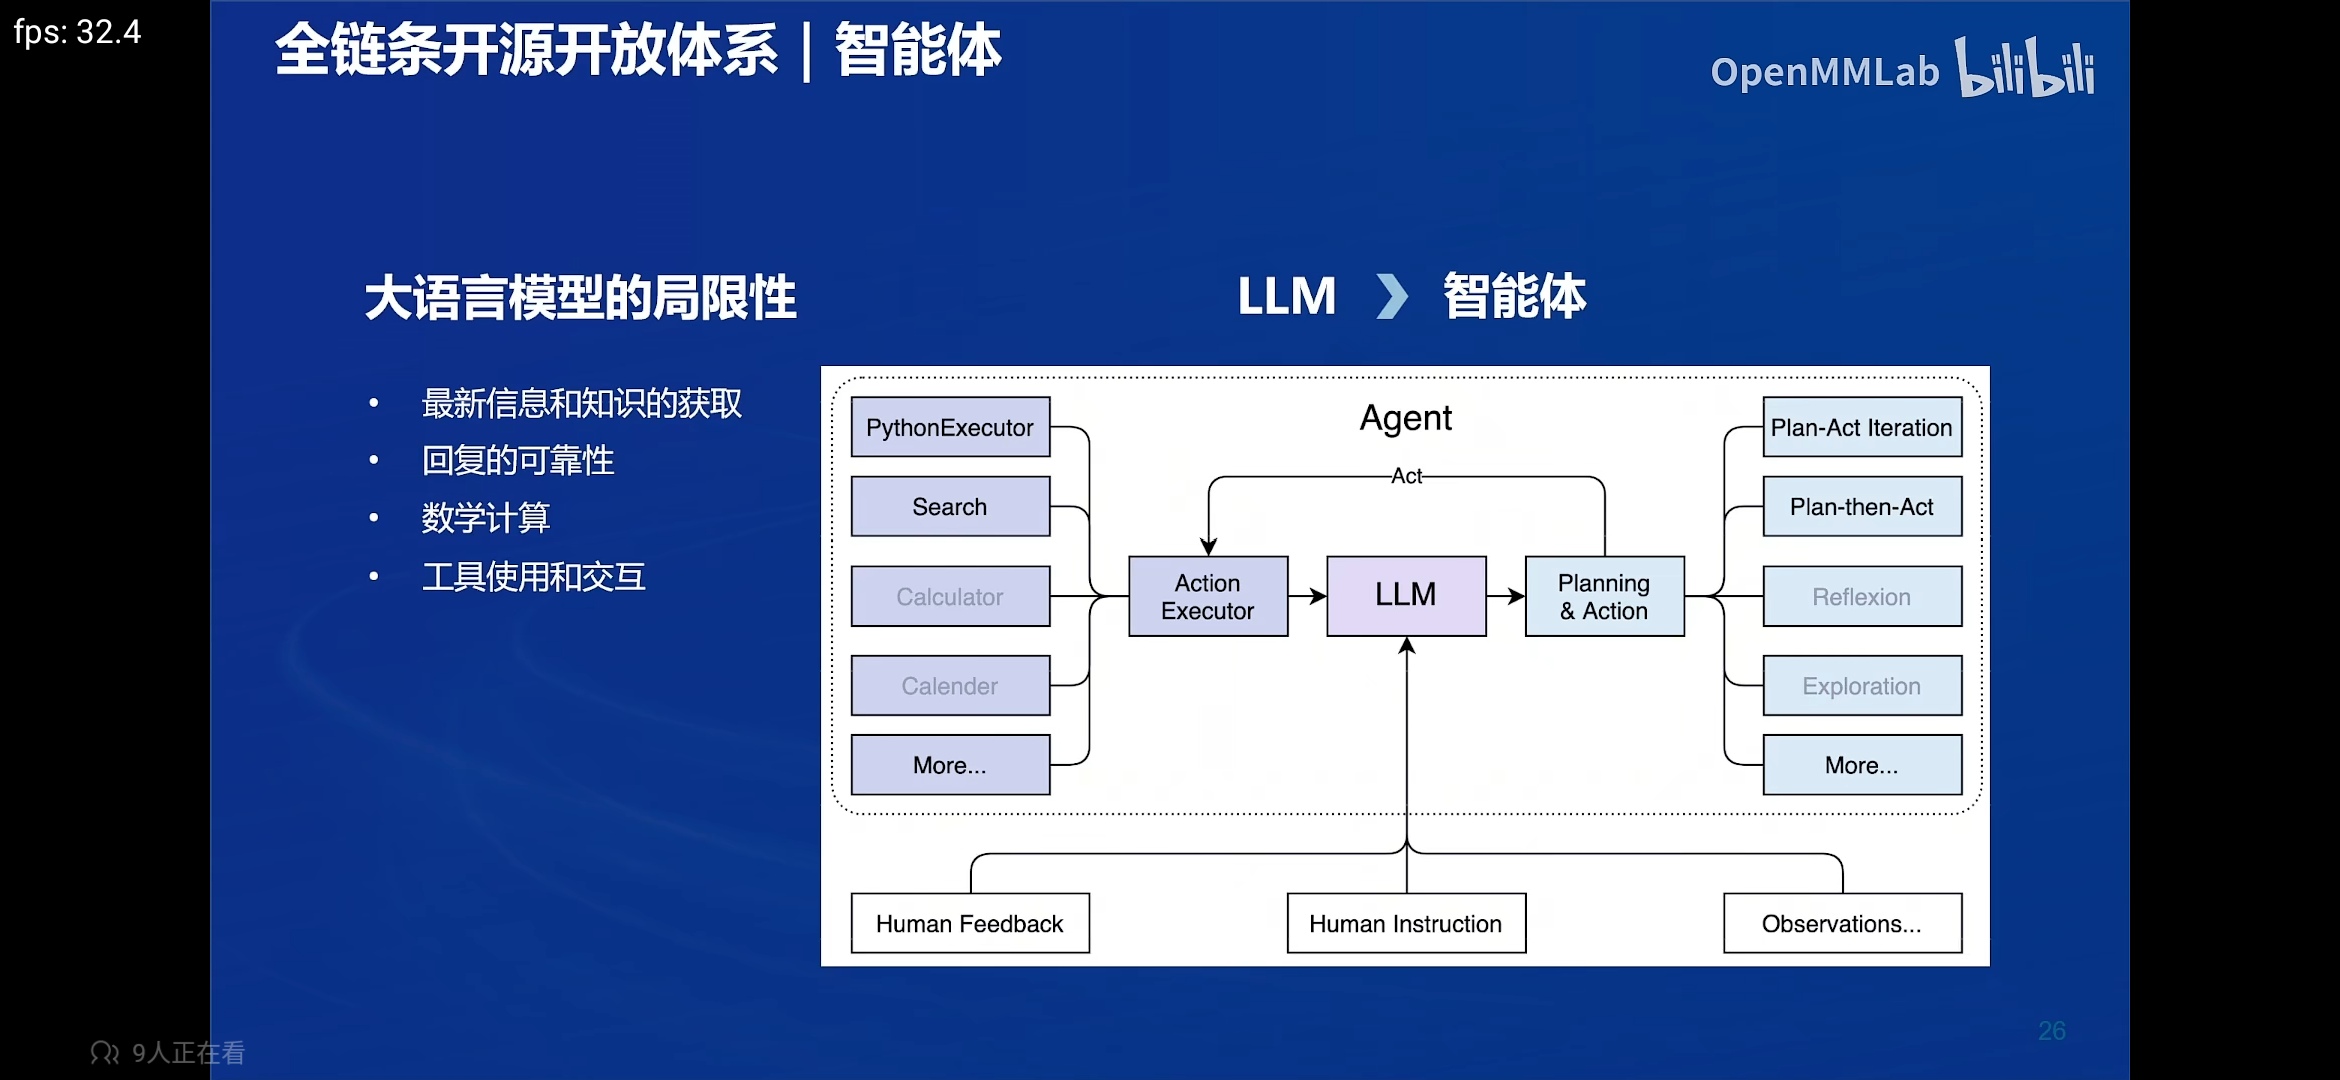 fps: 32.4
全链条开源开放体系｜智能体
OpenMMLab bilibili
大语言模型的局限性
• 最新信息和知识的获取
• 回复的可靠性
• 数学计算
• 工具使用和交互
LLM 智能体
Agent
PythonExecutor
Search
Calculator
Calender
More...
Act
Action
Executor
LLM
Planning
& Action
Plan-Act Iteration
Plan-then-Act
Reflexion
Exploration
More...
Human Feedback
Human Instruction
Observations...
26
9人正在看